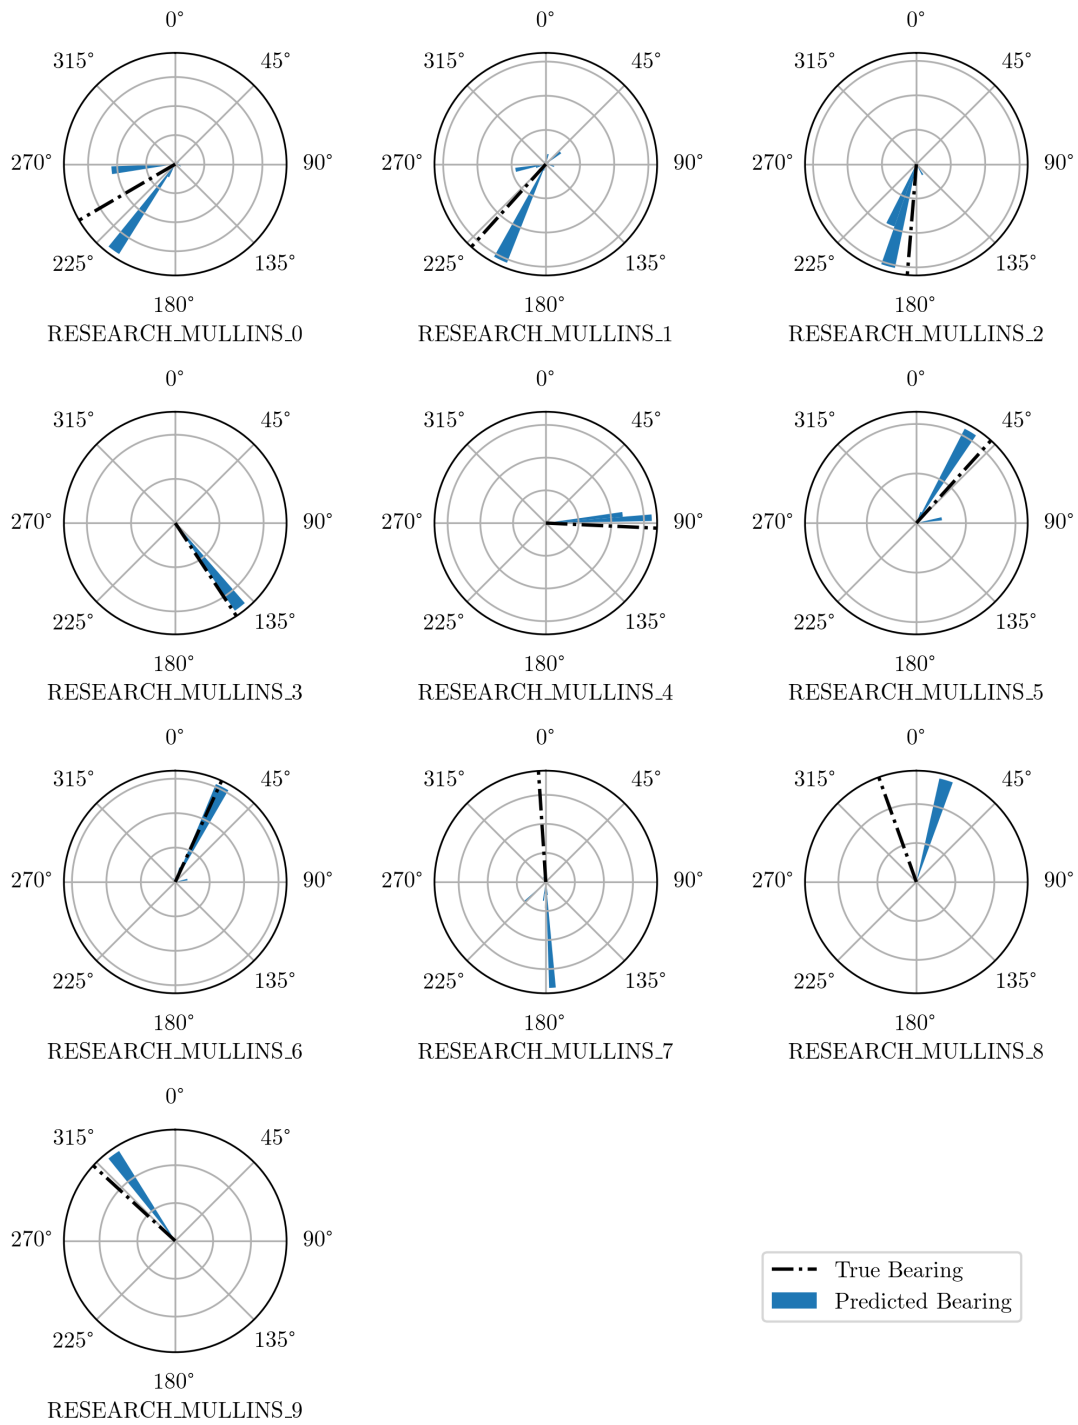 0° 0° 0°
315° 45° 315° 45° 315° 45°
270° 90° 270° 90° 270° 90°
225° 135° 225° 135° 225° 135°
180° 180° 180°
RESEARCH_MULLINS_0 RESEARCH_MULLINS_1 RESEARCH_MULLINS_2
0° 0° 0°
315° 45° 315° 45° 315° 45°
270° 90° 270° 90° 270° 90°
225° 135° 225° 135° 225° 135°
180° 180° 180°
RESEARCH_MULLINS_3 RESEARCH_MULLINS_4 RESEARCH_MULLINS_5
0° 0° 0°
315° 45° 315° 45° 315° 45°
270° 90° 270° 90° 270° 90°
225° 135° 225° 135° 225° 135°
180° 180° 180°
RESEARCH_MULLINS_6 RESEARCH_MULLINS_7 RESEARCH_MULLINS_8
0°
315° 45°
270° 90°
225° 135°
180°
RESEARCH_MULLINS_9
True Bearing
Predicted Bearing